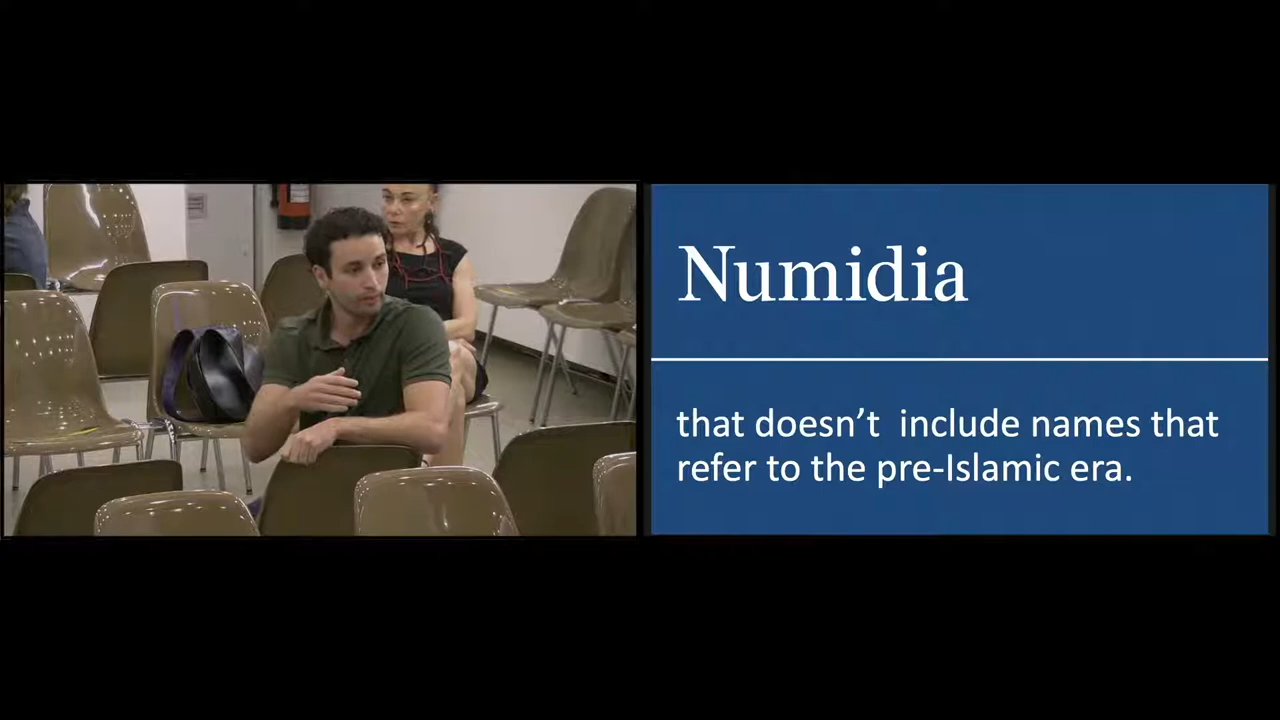 Numidia
that doesn’t  include names that
refer to the pre-Islamic era.